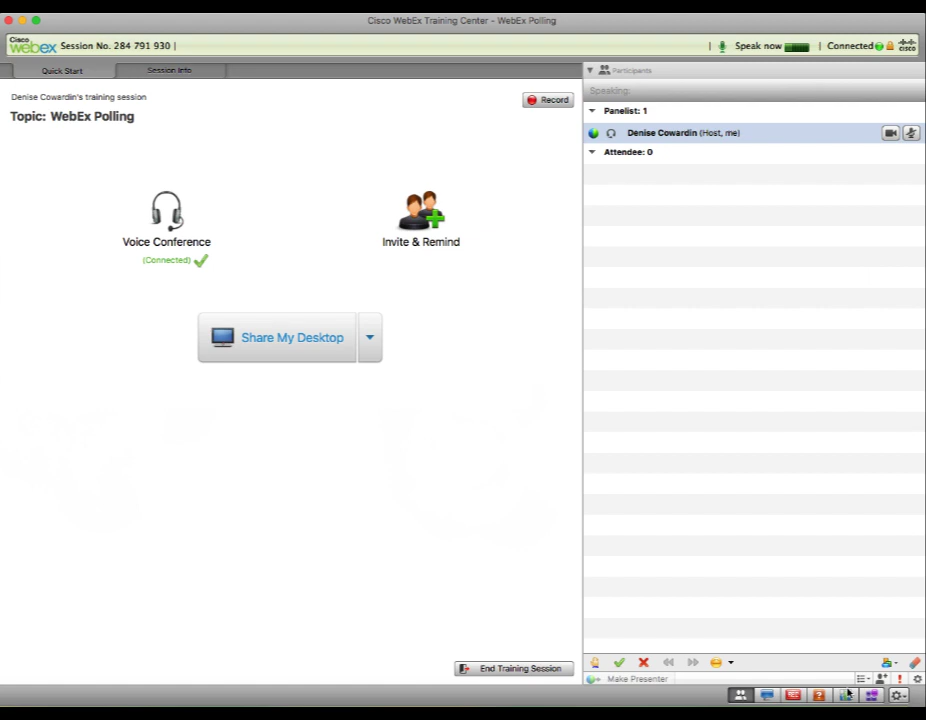 Cisco WebEx Training Center - WebEx Polling
Cisco webex Session No. 284 791 930 | | Speak now | Connected cisco
Quick Start Session Info
Participants
Speaking:
Denise Cowardin's training session
Record
Topic: WebEx Polling
Panelist: 1
Denise Cowardin (Host, me)
Attendee: 0
Voice Conference
(Connected)
Invite & Remind
Share My Desktop
End Training Session
Make Presenter